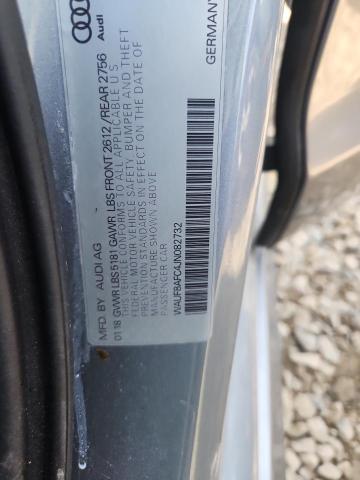 MFD. BY AUDI AG
Audi
GERMANY
01.18 GVWR LBS 5181 GAWR LBS FRONT 2612/REAR 2756
THIS VEHICLE CONFORMS TO ALL APPLICABLE U S
FEDERAL MOTOR VEHICLE SAFETY, BUMPER AND THEFT
STANDARDS IN EFFECT ON THE DATE OF
MANUFACTURE SHOWN ABOVE
PASSENGER CAR
WAUF8AFC4JN082732